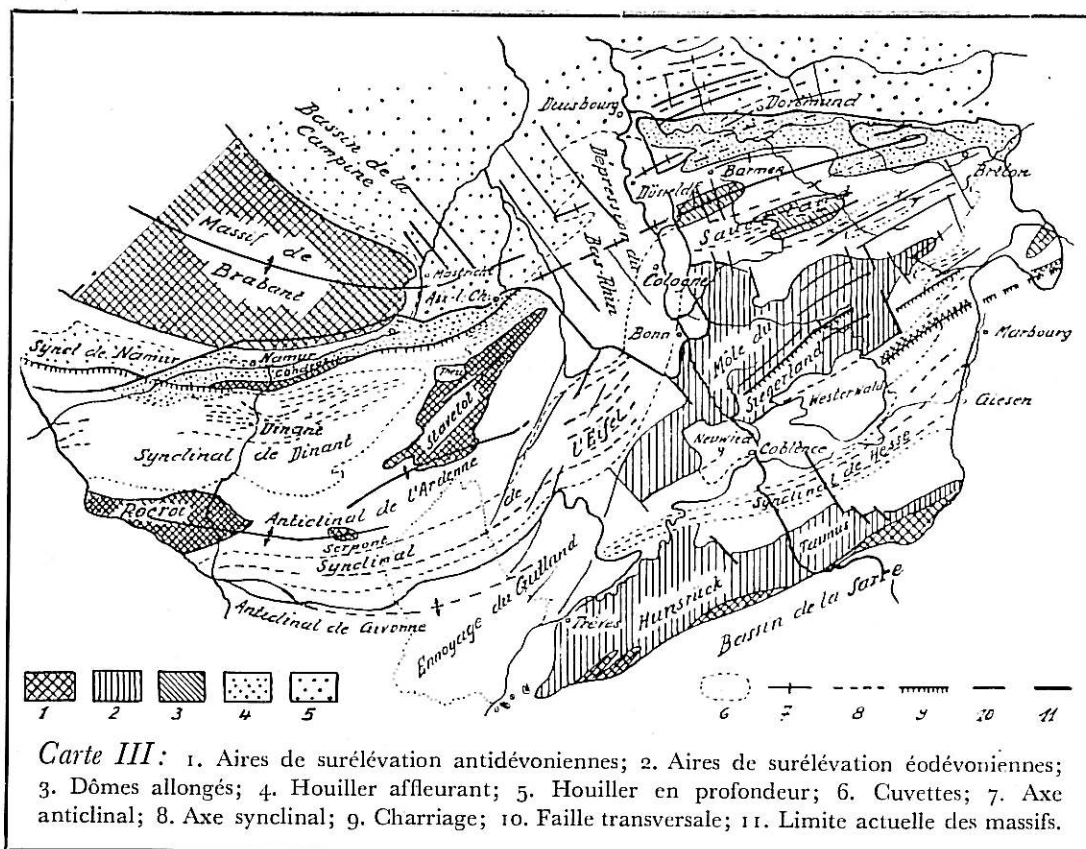 Duisbourg
Dortmund
Bassin de la
Campine
Depression du
Bas-Rhin
Barmen
Düsseld.
Brilon
Sauerland
Massif de
Brabant
Mastricht
Aix-l.Ch.
Cologne
Bonn
Môle du
Siegerland
Marbourg
Synel de Namur
Namur
Theu
Stavelot
l'Eifel
Westerwald
Giesen
Dinant
Synclinal de Dinant
Neuwied
Coblence
Synclinal de Hesse
Rocroi
Anticlinal de l'Ardenne
Serpont
Synclinal de
Taunus
Hunsrück
Anticlinal de Givonne
Ennoyage du Gulland
Trèves
Bassin de la Sarre
1 2 3 4 5 6 7 8 9 10 11
Carte III: 1. Aires de surélévation antidévoniennes; 2. Aires de surélévation éodévoniennes;
3. Dômes allongés; 4. Houiller affleurant; 5. Houiller en profondeur; 6. Cuvettes; 7. Axe
anticlinal; 8. Axe synclinal; 9. Charriage; 10. Faille transversale; 11. Limite actuelle des massifs.